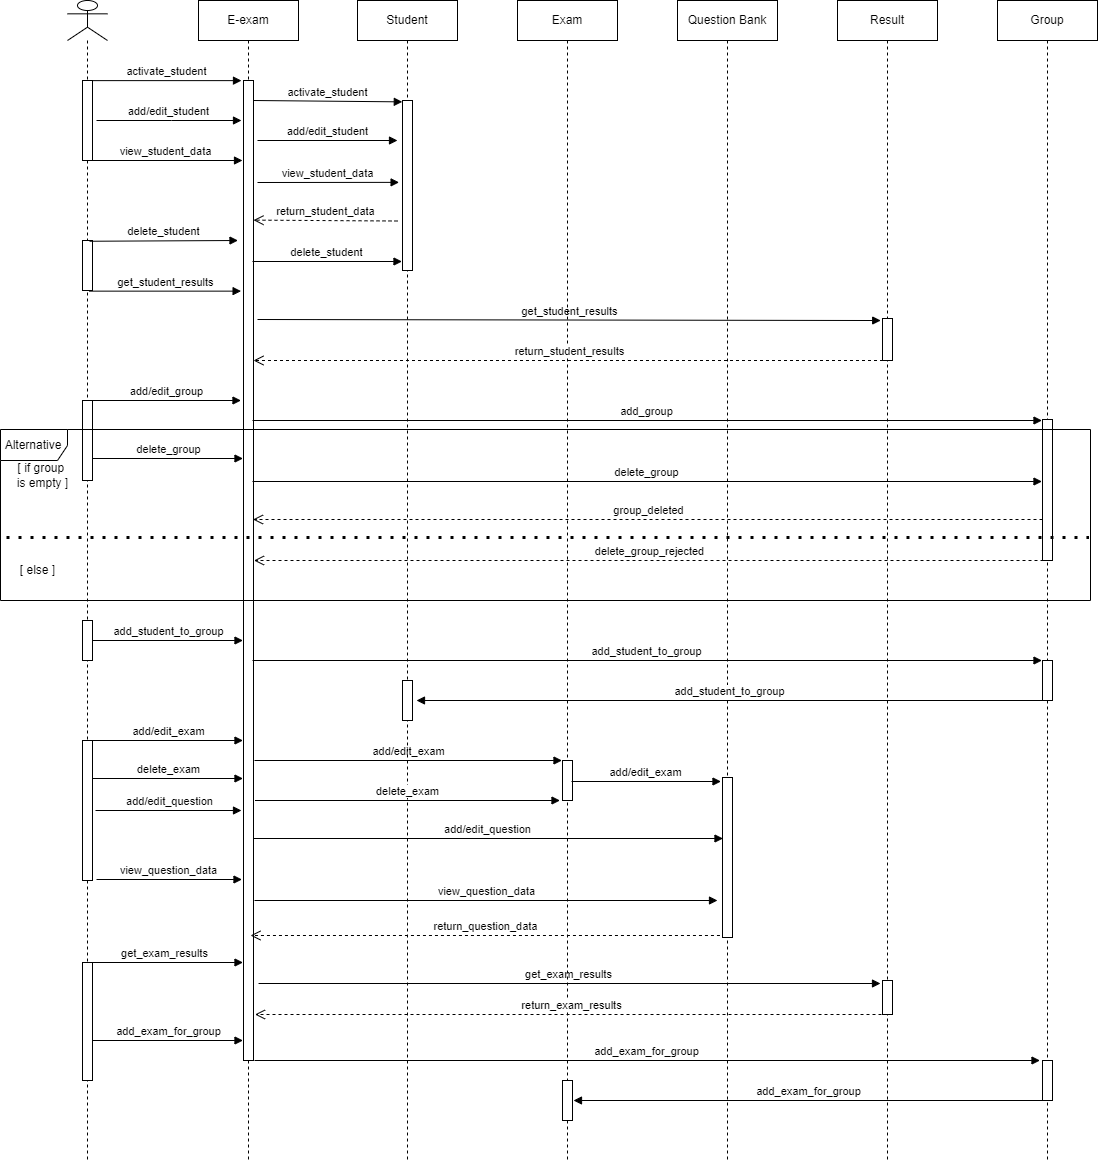 E-exam
Student
Exam
Question Bank
Result
Group
activate_student
activate_student
add/edit_student
add/edit_student
view_student_data
view_student_data
return_student_data
delete_student
delete_student
get_student_results
get_student_results
return_student_results
add/edit_group
add_group
Alternative
delete_group
[ if group
is empty ]
delete_group
group_deleted
delete_group_rejected
[ else ]
add_student_to_group
add_student_to_group
add_student_to_group
add/edit_exam
add/edit_exam
delete_exam
add/edit_exam
delete_exam
add/edit_question
add/edit_question
view_question_data
view_question_data
return_question_data
get_exam_results
get_exam_results
return_exam_results
add_exam_for_group
add_exam_for_group
add_exam_for_group